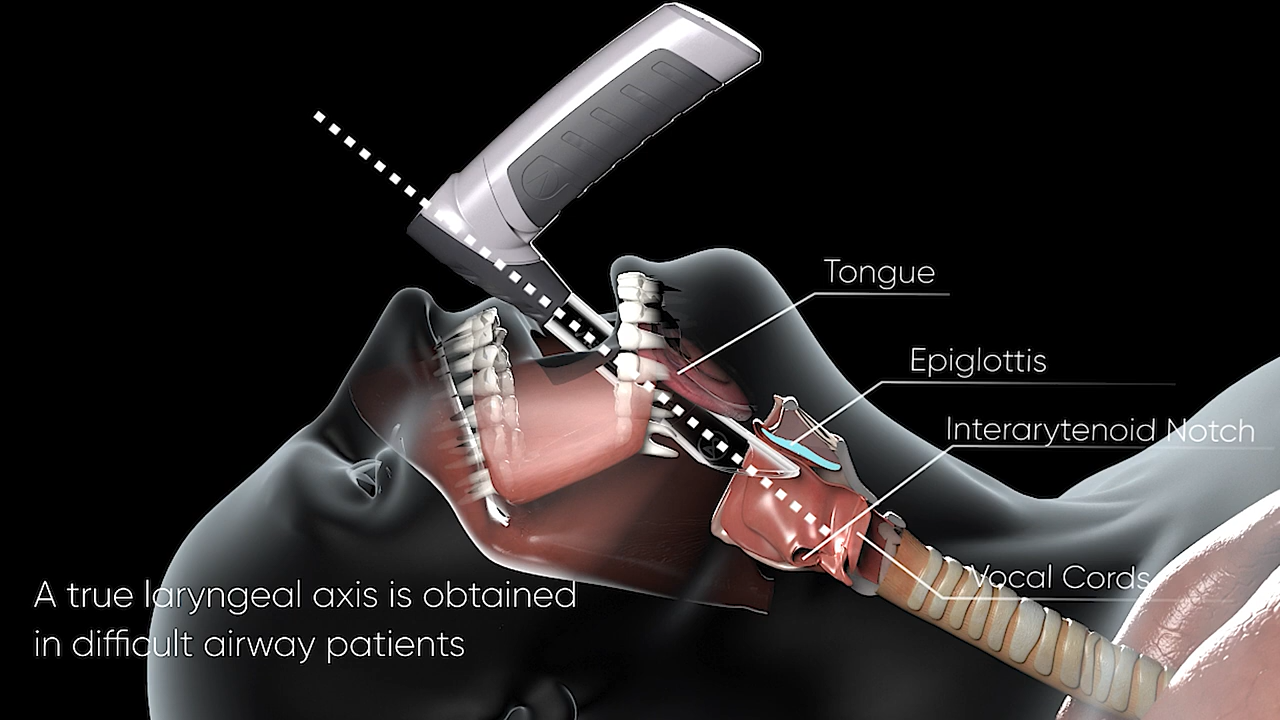 Tongue
Epiglottis
Interarytenoid Notch
Vocal Cords
A true laryngeal axis is obtained
in difficult airway patients